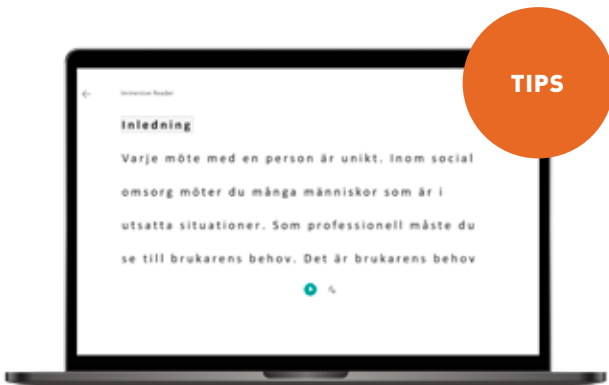 TIPS
Immersive Reader
Inledning
Varje möte med en person är unikt. Inom social
omsorg möter du många människor som är i
utsatta situationer. Som professionell måste du
se till brukarens behov. Det är brukarens behov